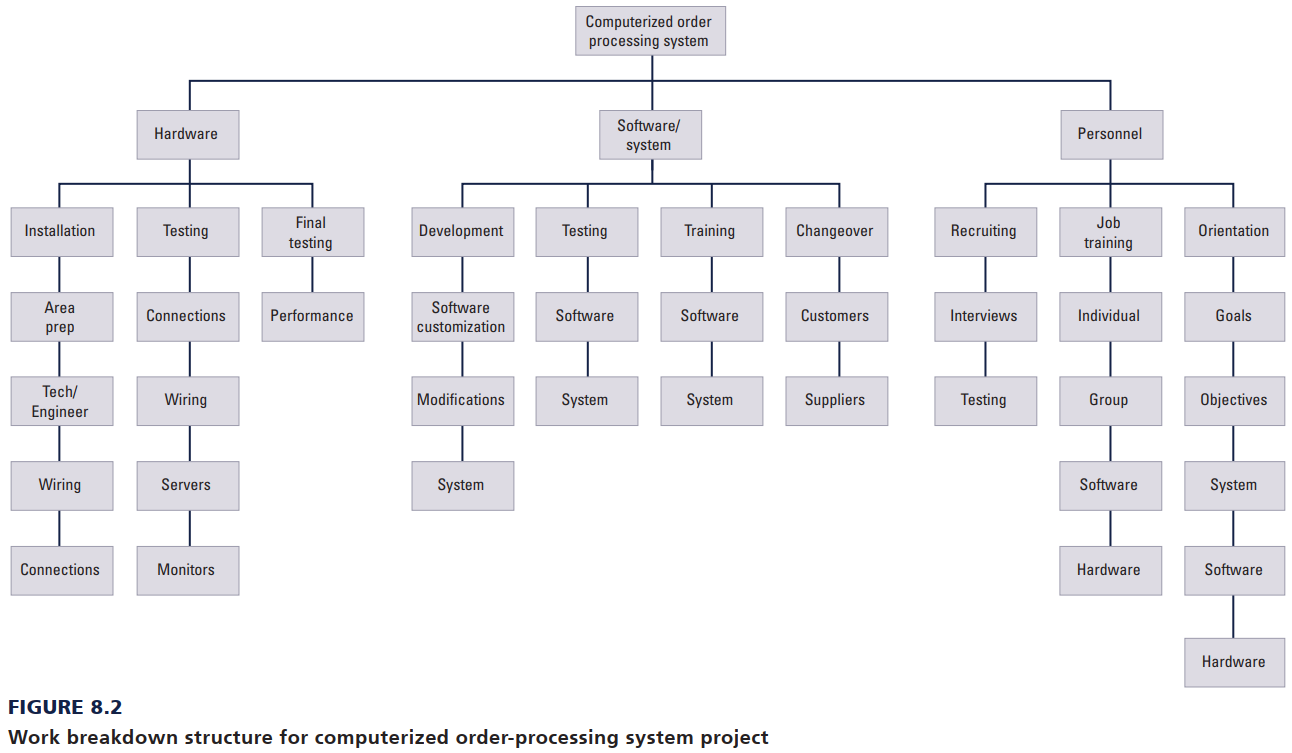 Computerized order
processing system
Hardware
Software/
system
Personnel
Installation
Testing
Final
testing
Development
Testing
Training
Changeover
Recruiting
Job
training
Orientation
Area
prep
Connections
Performance
Software
customization
Software
Software
Customers
Interviews
Individual
Goals
Tech/
Engineer
Wiring
Modifications
System
System
Suppliers
Testing
Group
Objectives
Wiring
Servers
System
Software
System
Connections
Monitors
Hardware
Software
Hardware
FIGURE 8.2
Work breakdown structure for computerized order-processing system project